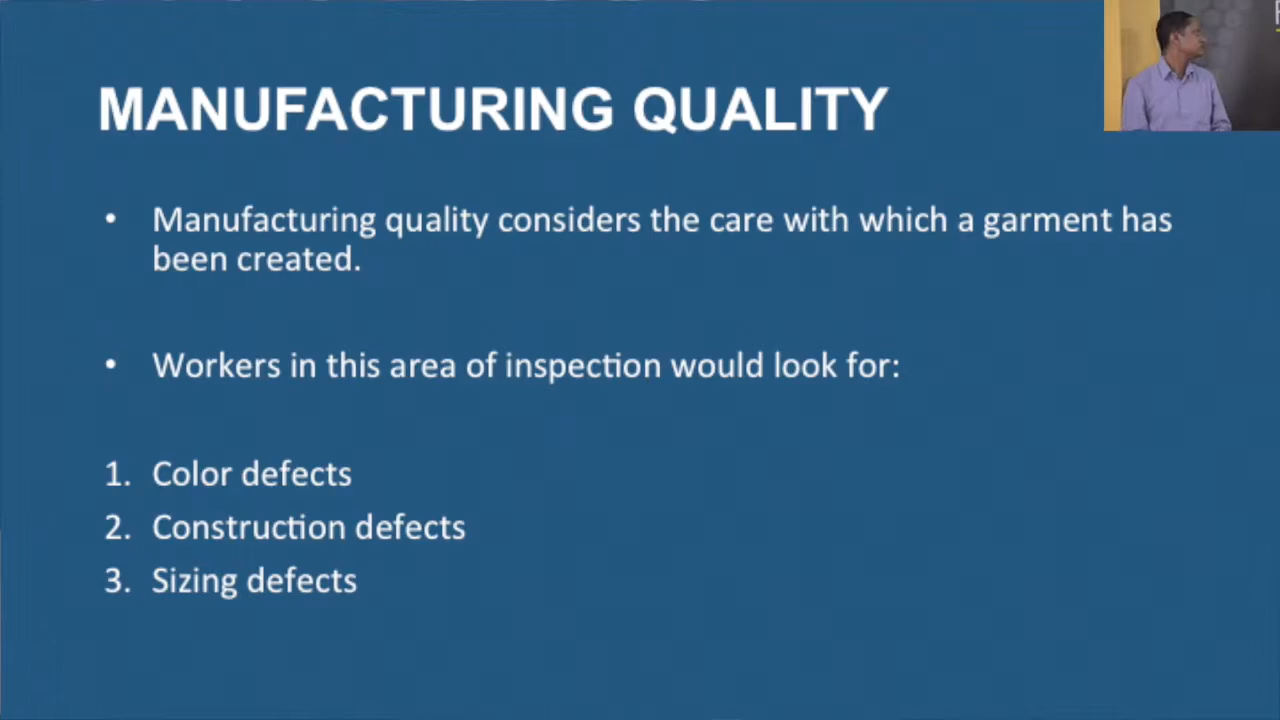 MANUFACTURING QUALITY
• Manufacturing quality considers the care with which a garment has
been created.
• Workers in this area of inspection would look for:
1. Color defects
2. Construction defects
3. Sizing defects